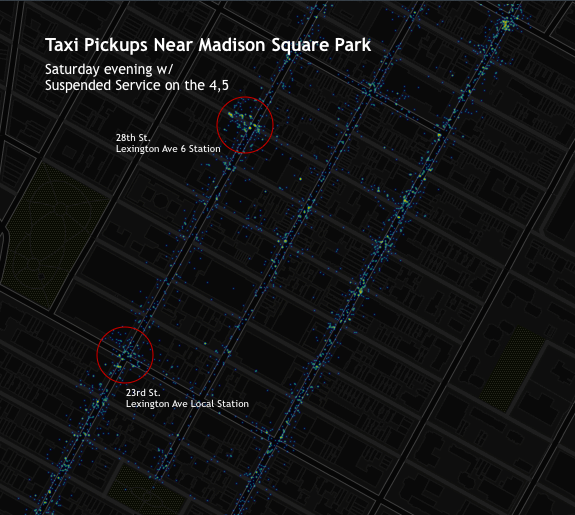 Taxi Pickups Near Madison Square Park
Saturday evening w/
Suspended Service on the 4,5
28th St.
Lexington Ave 6 Station
23rd St.
Lexington Ave Local Station